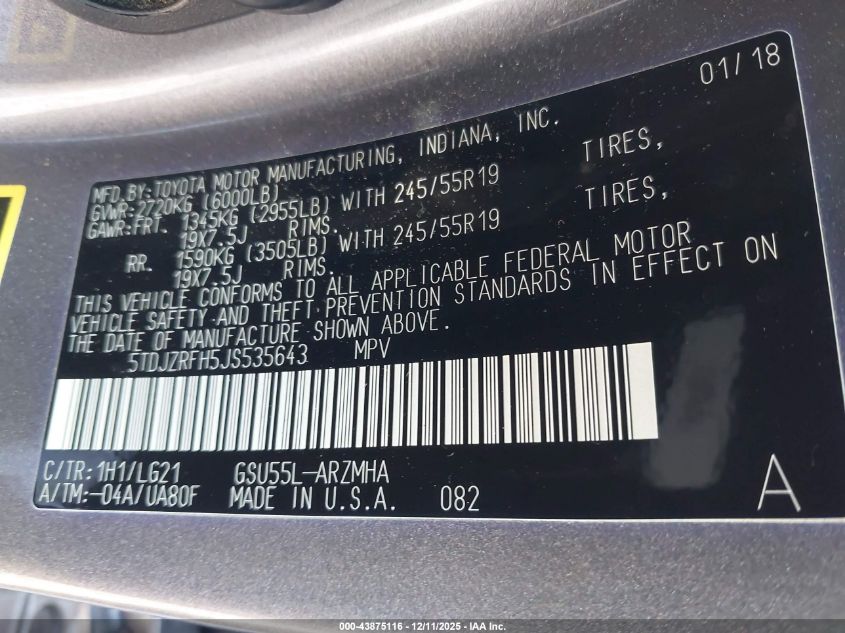 01/18
MFD.BY:TOYOTA MOTOR MANUFACTURING, INDIANA, INC.
GVWR:2720KG (6000LB)
GAWR:FRT. 1345KG (2955LB) WITH 245/55R19 TIRES,
19X7.5J RIMS.
RR. 1590KG (3505LB) WITH 245/55R19 TIRES,
19X7.5J RIMS.
THIS VEHICLE CONFORMS TO ALL APPLICABLE FEDERAL MOTOR
VEHICLE SAFETY AND THEFT PREVENTION STANDARDS IN EFFECT ON
THE DATE OF MANUFACTURE SHOWN ABOVE.
5TDJZRFH5JS535643 MPV
C/TR:1H1/LG21 GSU55L-ARZMHA
A/TM:-04A/UA80F MADE IN U.S.A. 082
A
000-43875116 - 12/11/2025 - IAA Inc.